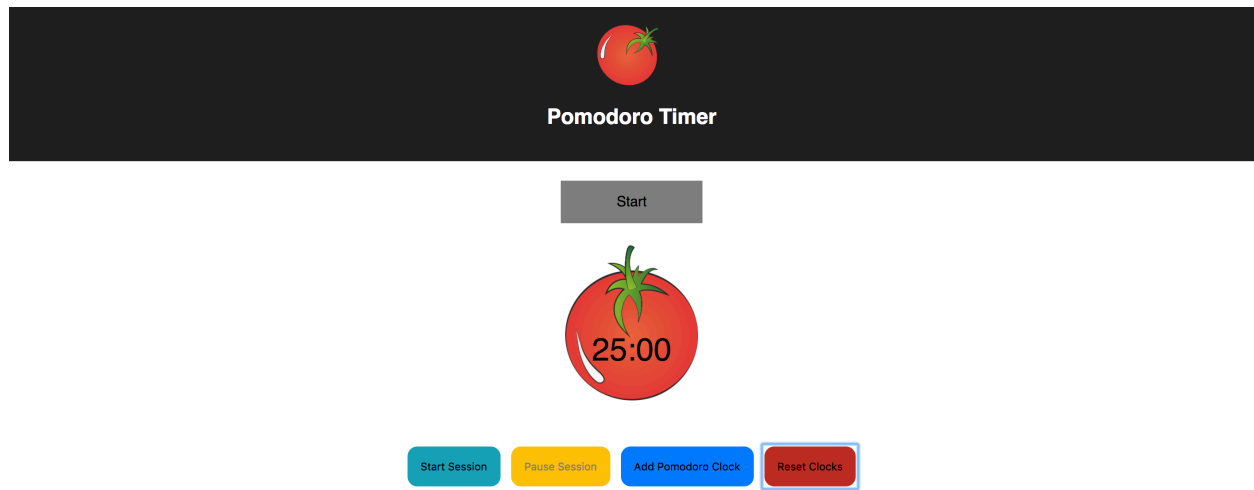 Pomodoro Timer
Start
25:00
Start Session Pause Session Add Pomodoro Clock Reset Clocks